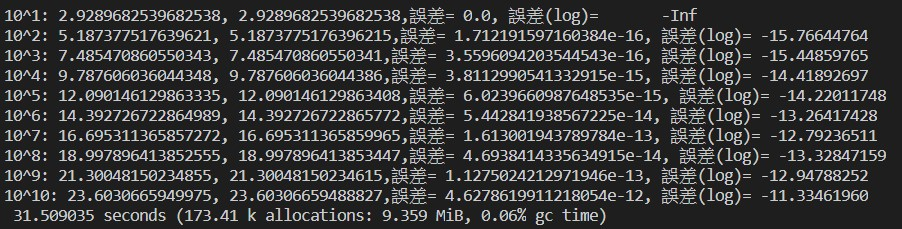 10^1: 2.9289682539682538, 2.9289682539682538,誤差= 0.0, 誤差(log)=       -Inf
10^2: 5.187377517639621, 5.1873775176396215,誤差= 1.712191597160384e-16, 誤差(log)= -15.76644764
10^3: 7.485470860550343, 7.485470860550341,誤差= 3.5596094203544543e-16, 誤差(log)= -15.44859765
10^4: 9.787606036044348, 9.787606036044386,誤差= 3.8112990541332915e-15, 誤差(log)= -14.41892697
10^5: 12.090146129863335, 12.090146129863408,誤差= 6.0239660987648535e-15, 誤差(log)= -14.22011748
10^6: 14.392726722864989, 14.392726722865772,誤差= 5.442841938567225e-14, 誤差(log)= -13.26417428
10^7: 16.695311365857272, 16.695311365859965,誤差= 1.613001943789784e-13, 誤差(log)= -12.79236511
10^8: 18.997896413852555, 18.997896413853447,誤差= 4.6938414335634915e-14, 誤差(log)= -13.32847159
10^9: 21.30048150234855, 21.30048150234615,誤差= 1.1275024212971946e-13, 誤差(log)= -12.94788252
10^10: 23.6030665949975, 23.60306659488827,誤差= 4.6278619911218054e-12, 誤差(log)= -11.33461960
31.509035 seconds (173.41 k allocations: 9.359 MiB, 0.06% gc time)